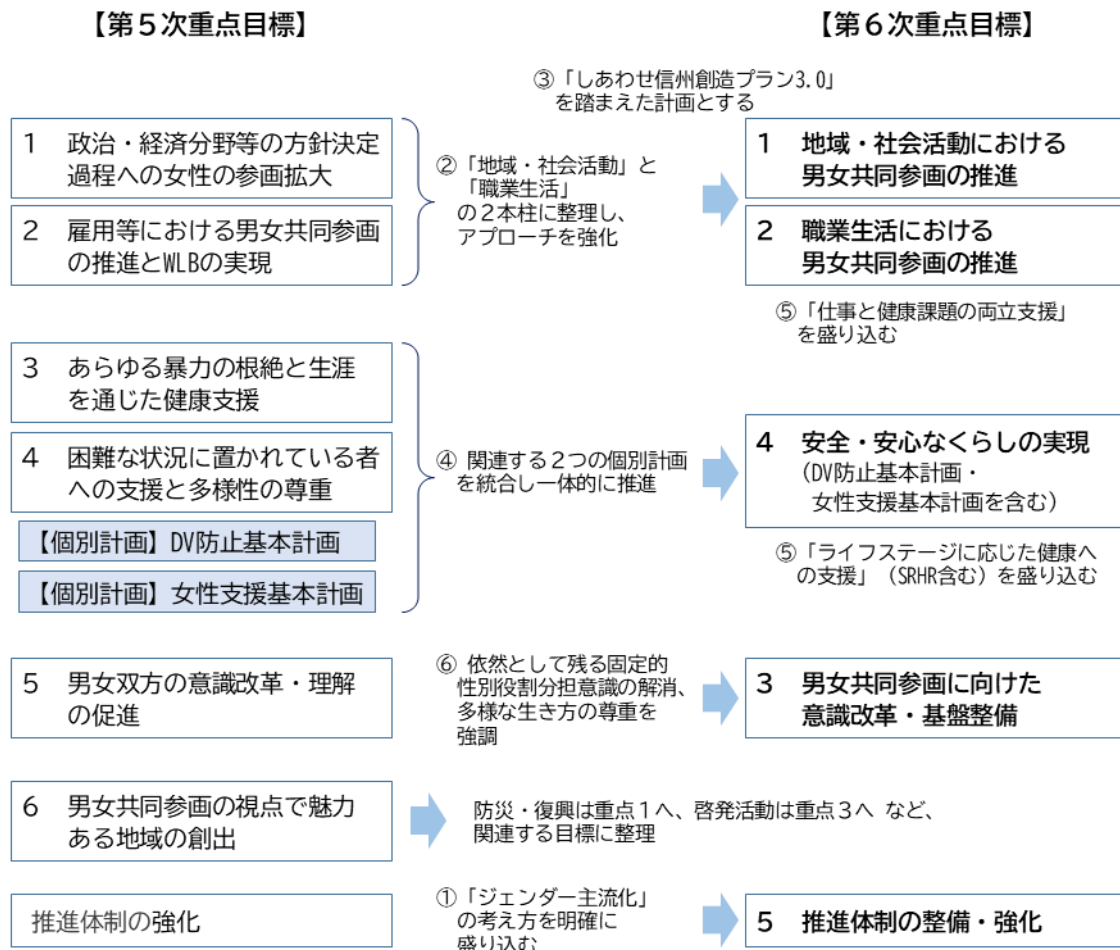 【第５次重点目標】
【第６次重点目標】
③「しあわせ信州創造プラン3.0」
を踏まえた計画とする
1 政治・経済分野等の方針決定
過程への女性の参画拡大
2 雇用等における男女共同参画
の推進とWLBの実現
②「地域・社会活動」と
「職業生活」
の２本柱に整理し、
アプローチを強化
1 地域・社会活動における
男女共同参画の推進
2 職業生活における
男女共同参画の推進
⑤「仕事と健康課題の両立支援」
を盛り込む
3 あらゆる暴力の根絶と生涯
を通じた健康支援
4 困難な状況に置かれている者
への支援と多様性の尊重
【個別計画】DV防止基本計画
【個別計画】女性支援基本計画
④ 関連する２つの個別計画
を統合し一体的に推進
4 安全・安心なくらしの実現
（DV防止基本計画・
女性支援基本計画を含む）
⑤「ライフステージに応じた健康へ
の支援」（SRHR含む）を盛り込む
5 男女双方の意識改革・理解
の促進
⑥ 依然として残る固定的
性別役割分担意識の解消、
多様な生き方の尊重を
強調
3 男女共同参画に向けた
意識改革・基盤整備
6 男女共同参画の視点で魅力
ある地域の創出
防災・復興は重点１へ、啓発活動は重点３へ など、
関連する目標に整理
推進体制の強化
①「ジェンダー主流化」
の考え方を明確に
盛り込む
5 推進体制の整備・強化